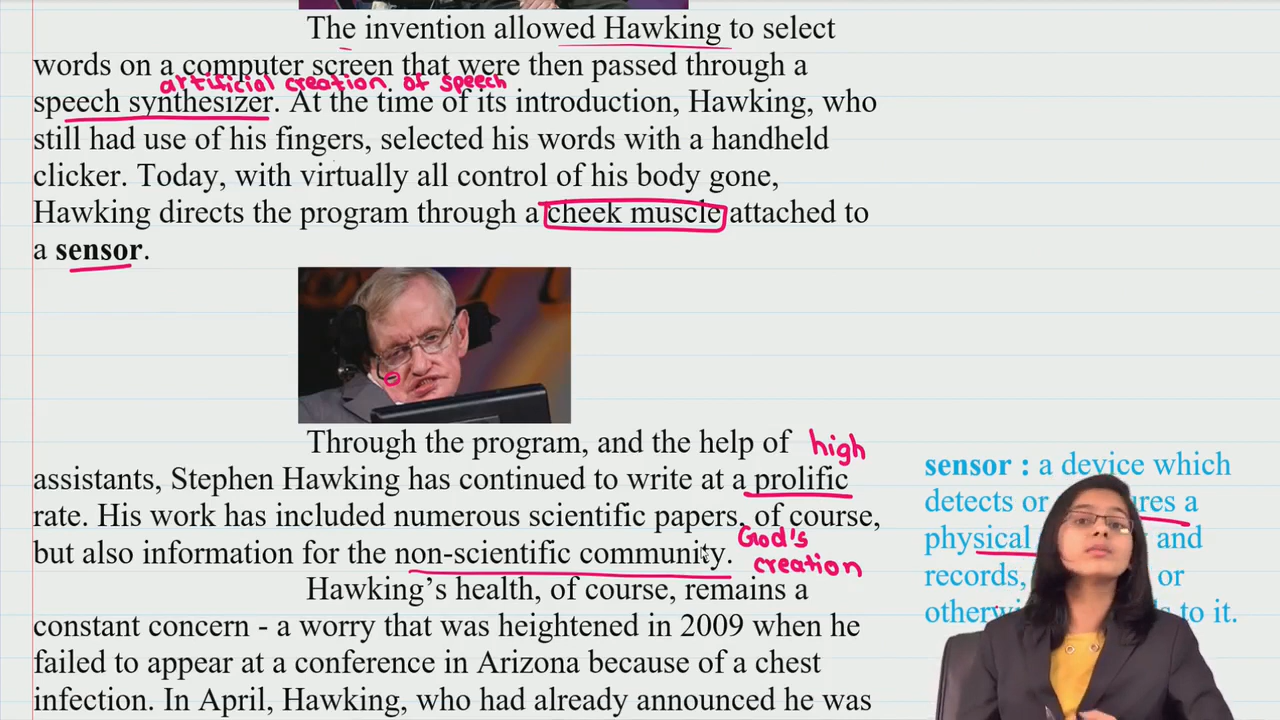 The invention allowed Hawking to select
words on a computer screen that were then passed through a
artificial creation of speech
speech synthesizer. At the time of its introduction, Hawking, who
still had use of his fingers, selected his words with a handheld
clicker. Today, with virtually all control of his body gone,
Hawking directs the program through a cheek muscle attached to
a sensor.
Through the program, and the help of high
assistants, Stephen Hawking has continued to write at a prolific
rate. His work has included numerous scientific papers, of course,
but also information for the non-scientific community. God's
creation
Hawking's health, of course, remains a
constant concern - a worry that was heightened in 2009 when he
failed to appear at a conference in Arizona because of a chest
infection. In April, Hawking, who had already announced he was
sensor : a device which
detects or
a
physical and
records, or
to it.